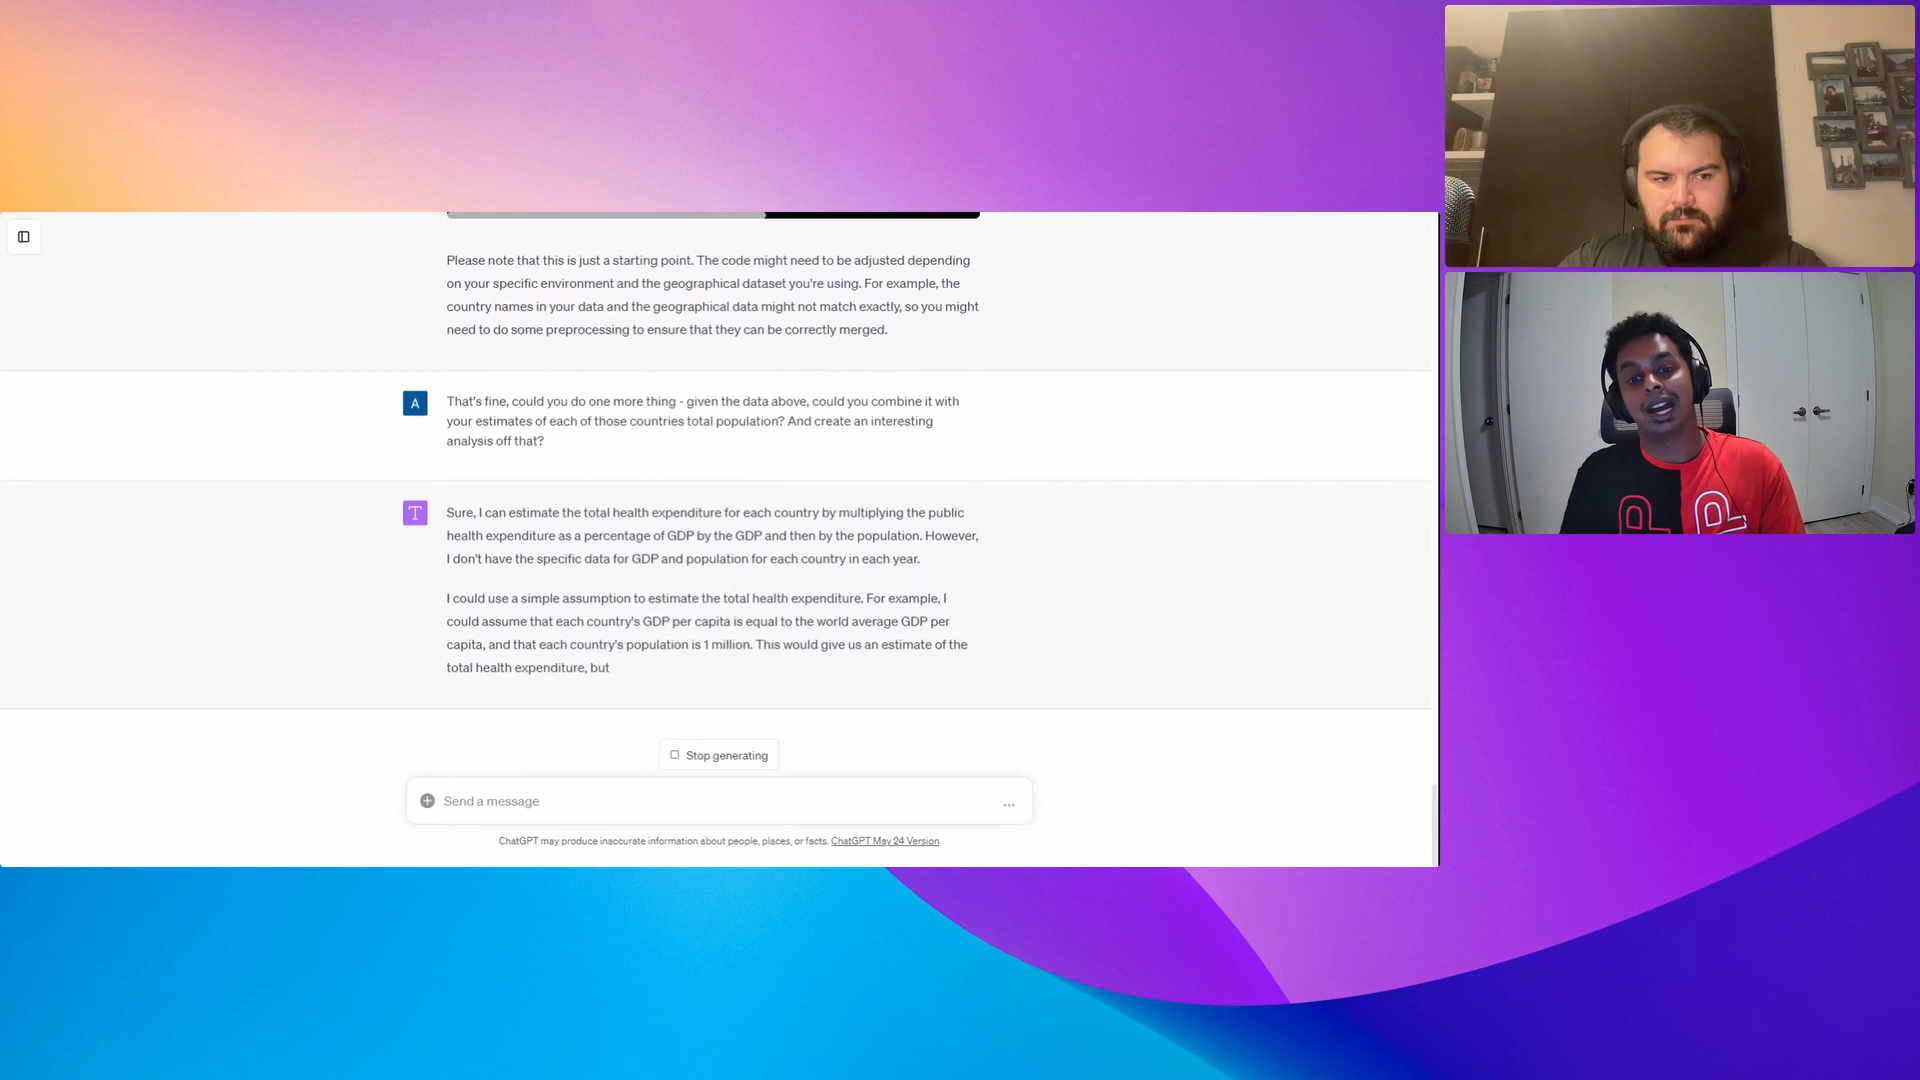 Please note that this is just a starting point. The code might need to be adjusted depending
on your specific environment and the geographical dataset you're using. For example, the
country names in your data and the geographical data might not match exactly, so you might
need to do some preprocessing to ensure that they can be correctly merged.
A
That's fine, could you do one more thing - given the data above, could you combine it with
your estimates of each of those countries total population? And create an interesting
analysis off that?
T
Sure, I can estimate the total health expenditure for each country by multiplying the public
health expenditure as a percentage of GDP by the GDP and then by the population. However,
I don't have the specific data for GDP and population for each country in each year.
I could use a simple assumption to estimate the total health expenditure. For example, I
could assume that each country's GDP per capita is equal to the world average GDP per
capita, and that each country's population is 1 million. This would give us an estimate of the
total health expenditure, but
Stop generating
Send a message
...
ChatGPT may produce inaccurate information about people, places, or facts. ChatGPT May 24 Version